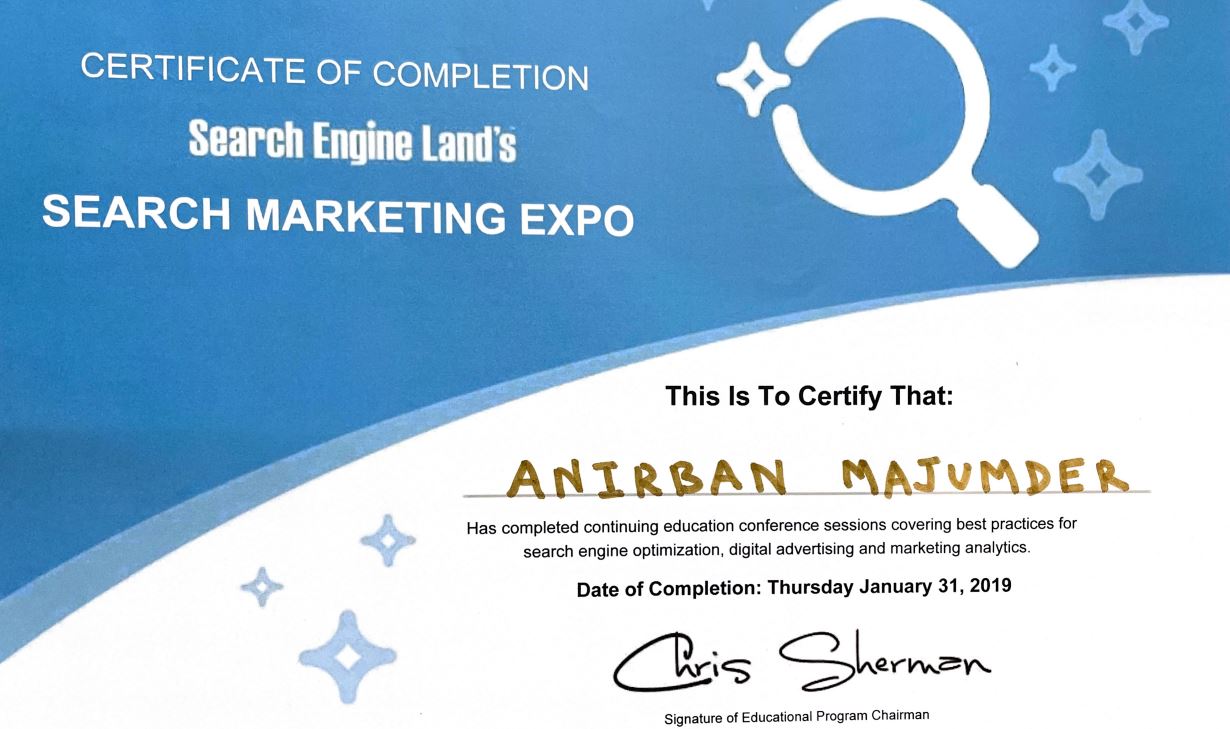 CERTIFICATE OF COMPLETION
Search Engine Land's
SEARCH MARKETING EXPO
This Is To Certify That:
ANIRBAN MAJUMDER
Has completed continuing education conference sessions covering best practices for
search engine optimization, digital advertising and marketing analytics.
Date of Completion: Thursday January 31, 2019
Chris Sherman
Signature of Educational Program Chairman